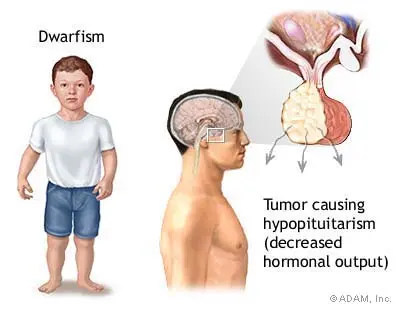 Dwarfism
Tumor causing
hypopituitarism
(decreased
hormonal output)
©ADAM, Inc.